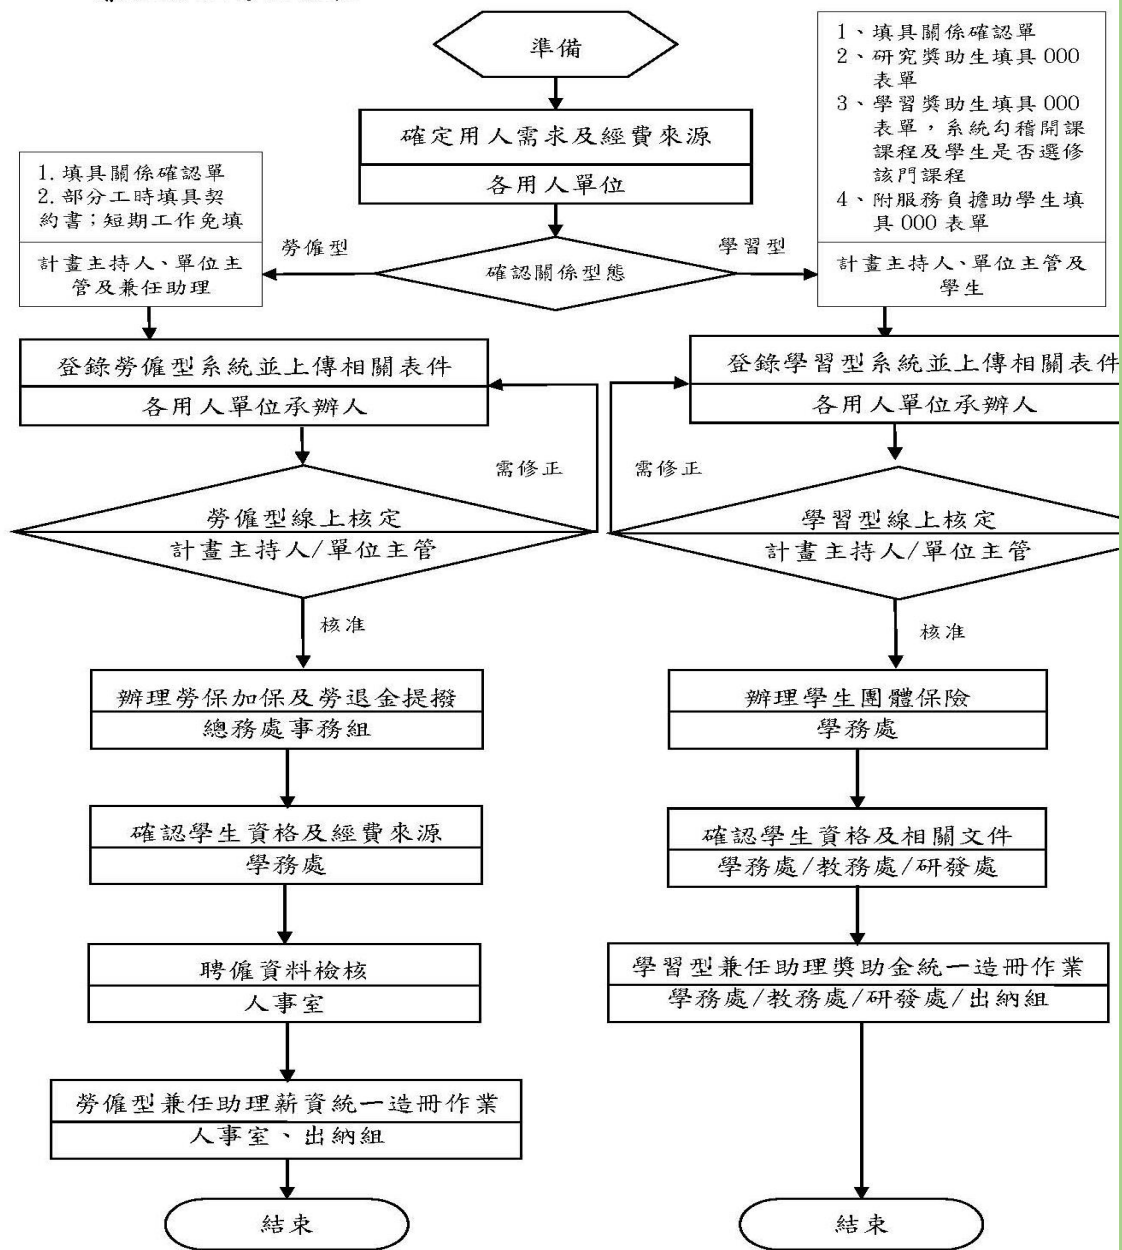 準備
確定用人需求及經費來源
各用人單位
1. 填具關係確認單
2. 部分工時填具契
約書；短期工作免填
計畫主持人、單位主
管及兼任助理
勞僱型
確認關係型態
學習型
1、填具關係確認單
2、研究獎助生填具 000
表單
3、學習獎助生填具 000
表單，系統勾稽開課
課程及學生是否選修
該門課程
4、附服務負擔助學生填
具 000 表單
計畫主持人、單位主管及
學生
登錄勞僱型系統並上傳相關表件
各用人單位承辦人
需修正
勞僱型線上核定
計畫主持人/單位主管
核准
辦理勞保加保及勞退金提撥
總務處事務組
確認學生資格及經費來源
學務處
聘僱資料檢核
人事室
勞僱型兼任助理薪資統一造冊作業
人事室、出納組
結束
登錄學習型系統並上傳相關表件
各用人單位承辦人
需修正
學習型線上核定
計畫主持人/單位主管
核准
辦理學生團體保險
學務處
確認學生資格及相關文件
學務處/教務處/研發處
學習型兼任助理獎助金統一造冊作業
學務處/教務處/研發處/出納組
結束